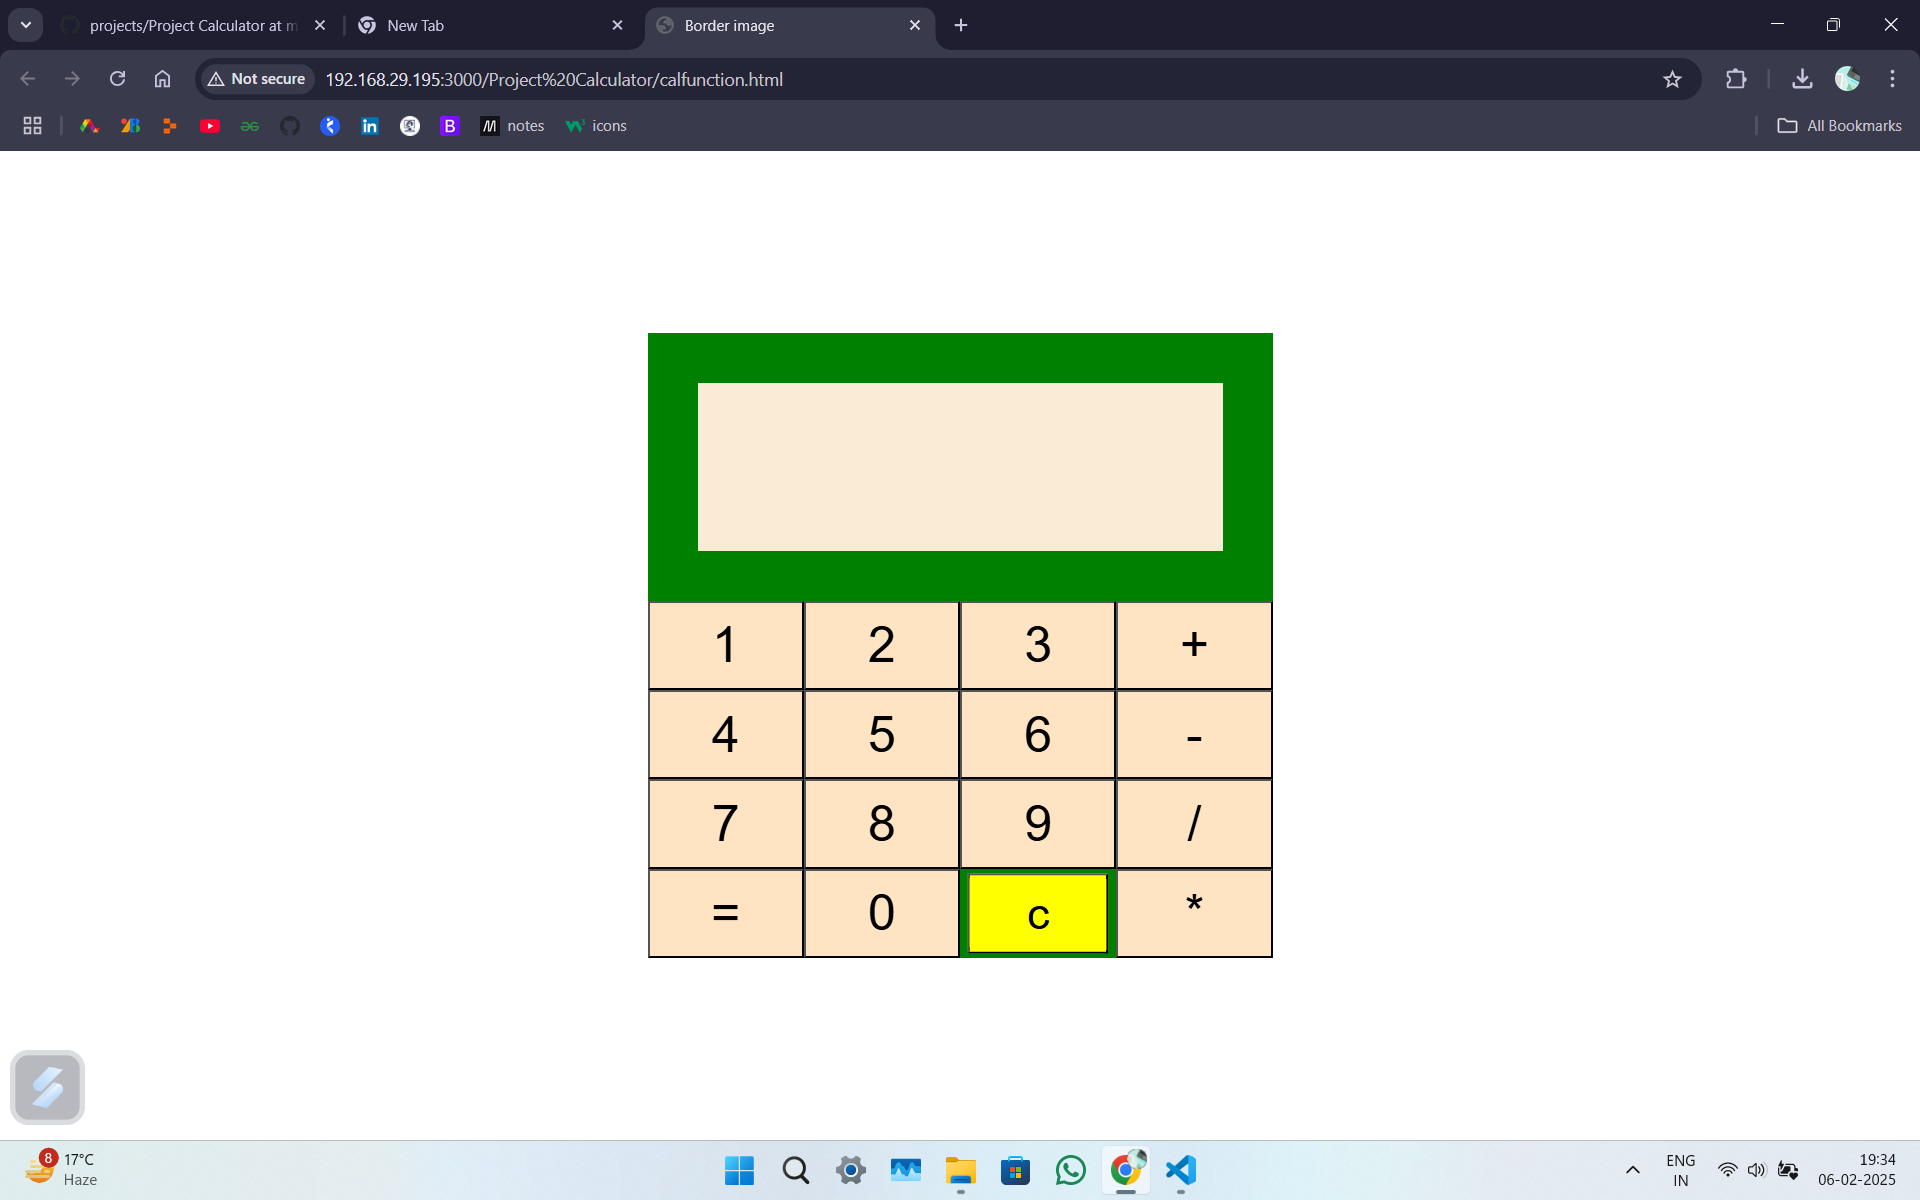 projects/Project Calculator at m
New Tab
Border image
Not secure
192.168.29.195:3000/Project%20Calculator/calfunction.html
notes
icons
All Bookmarks
1 2 3 +
4 5 6 -
7 8 9 /
= 0 c *
8
17°C
Haze
ENG
IN
19:34
06-02-2025